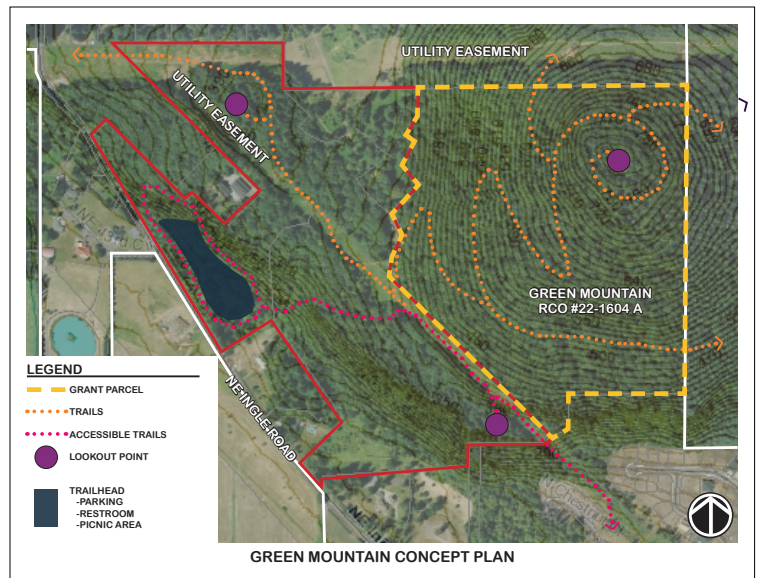 UTILITY EASEMENT
UTILITY EASEMENT
GREEN MOUNTAIN
RCO #22-1604 A
NE INGLE ROAD
LEGEND
GRANT PARCEL
TRAILS
ACCESSIBLE TRAILS
LOOKOUT POINT
TRAILHEAD
-PARKING
-RESTROOM
-PICNIC AREA
GREEN MOUNTAIN CONCEPT PLAN